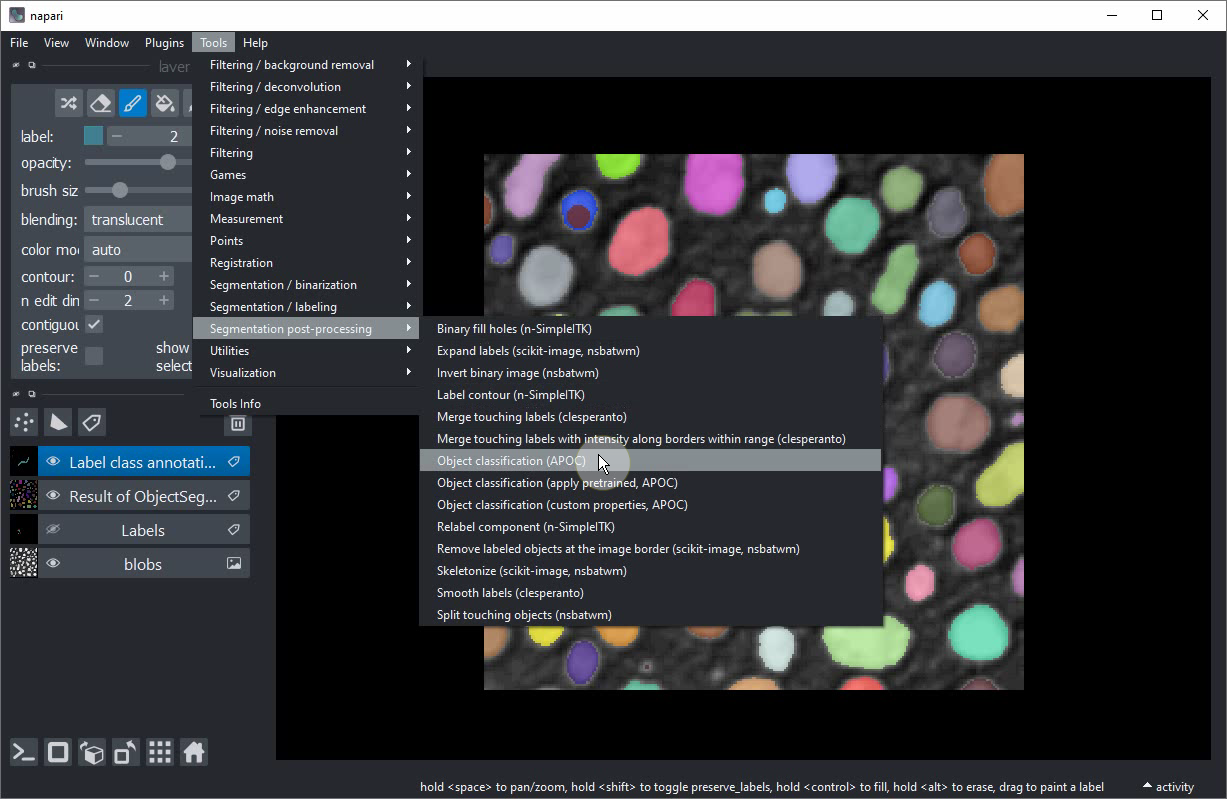 napari
File View Window Plugins Tools Help
layer
label: 2
opacity:
brush siz
blending: translucent
color mo auto
contour: 0
n edit din 2
contiguou
preserve labels: show select
Filtering / background removal
Filtering / deconvolution
Filtering / edge enhancement
Filtering / noise removal
Filtering
Games
Image math
Measurement
Points
Registration
Segmentation / binarization
Segmentation / labeling
Segmentation post-processing
Utilities
Visualization
Tools Info
Binary fill holes (n-SimpleITK)
Expand labels (scikit-image, nsbatwm)
Invert binary image (nsbatwm)
Label contour (n-SimpleITK)
Merge touching labels (clesperanto)
Merge touching labels with intensity along borders within range (clesperanto)
Object classification (APOC)
Object classification (apply pretrained, APOC)
Object classification (custom properties, APOC)
Relabel component (n-SimpleITK)
Remove labeled objects at the image border (scikit-image, nsbatwm)
Skeletonize (scikit-image, nsbatwm)
Smooth labels (clesperanto)
Split touching objects (nsbatwm)
Label class annotati...
Result of ObjectSeg...
Labels
blobs
hold <space> to pan/zoom, hold <shift> to toggle preserve_labels, hold <control> to fill, hold <alt> to erase, drag to paint a label
activity